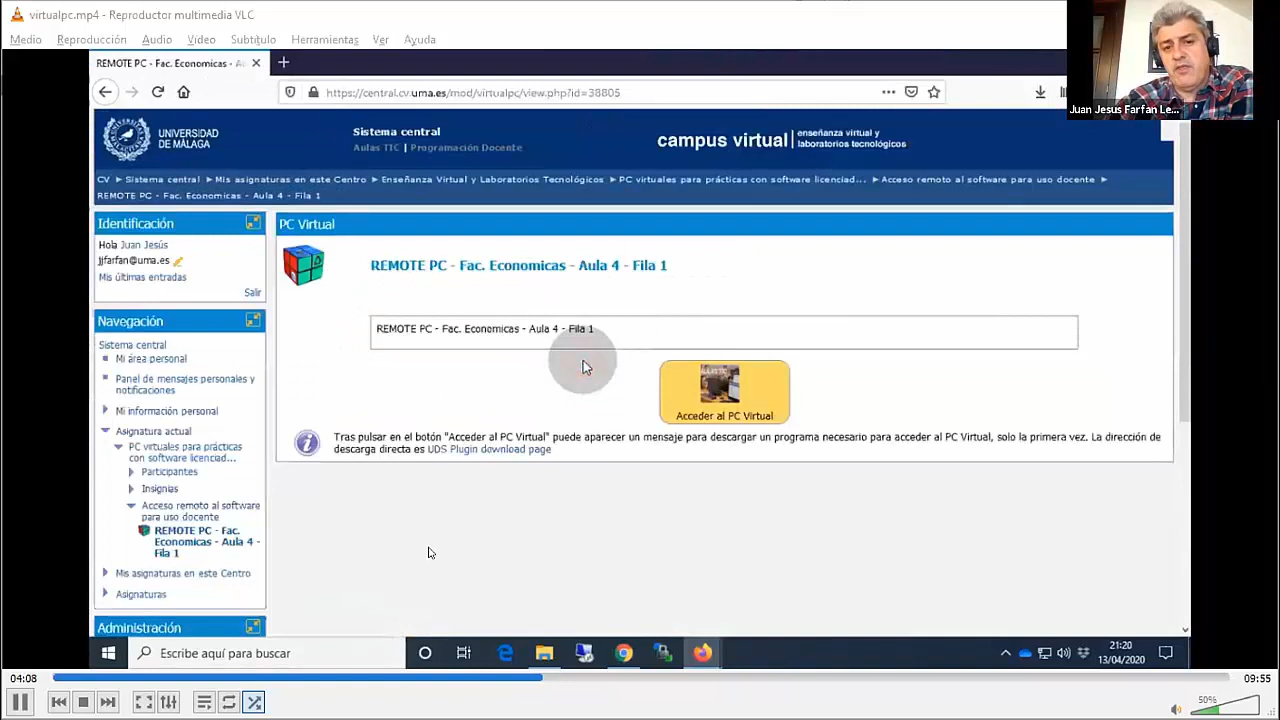 virtualpc.mp4 - Reproductor multimedia VLC
Medio Reproducción Audio Vídeo Subtítulo Herramientas Ver Ayuda
Juan Jesus Farfan Le...
REMOTE PC - Fac. Economicas - A
https://central.cv.uma.es/mod/virtualpc/view.php?id=38805
UNIVERSIDAD
DE MÁLAGA
Sistema central
Aulas TIC | Programación Docente
campus virtual | enseñanza virtual y
laboratorios tecnológicos
CV ► Sistema central ► Mis asignaturas en este Centro ► Enseñanza Virtual y Laboratorios Tecnológicos ► PC virtuales para prácticas con software licenciad... ► Acceso remoto al software para uso docente ►
REMOTE PC - Fac. Economicas - Aula 4 - Fila 1
Identificación
Hola Juan Jesús
jjfarfan@uma.es
Mis últimas entradas
Salir
Navegación
Sistema central
Mi área personal
Panel de mensajes personales y
notificaciones
Mi información personal
Asignatura actual
PC virtuales para prácticas
con software licenciad...
Participantes
Insignias
Acceso remoto al software
para uso docente
REMOTE PC - Fac.
Economicas - Aula 4 -
Fila 1
Mis asignaturas en este Centro
Asignaturas
Administración
PC Virtual
REMOTE PC - Fac. Economicas - Aula 4 - Fila 1
REMOTE PC - Fac. Economicas - Aula 4 - Fila 1
AULAS TIC
Acceder al PC Virtual
Tras pulsar en el botón "Acceder al PC Virtual" puede aparecer un mensaje para descargar un programa necesario para acceder al PC Virtual, solo la primera vez. La dirección de
descarga directa es UDS Plugin download page
Escribe aquí para buscar
21:20
13/04/2020
04:08
09:55
50%